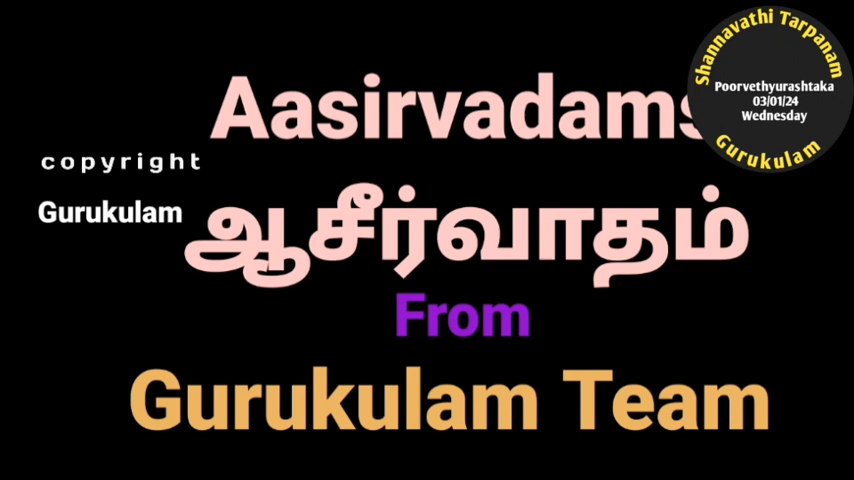 Aasirvadams
ஆசீர்வாதம்
From
Gurukulam Team
copyright
Gurukulam
Shannavathi Tarpanam
Poorvethyurashtaka
03/01/24
Wednesday
Gurukulam